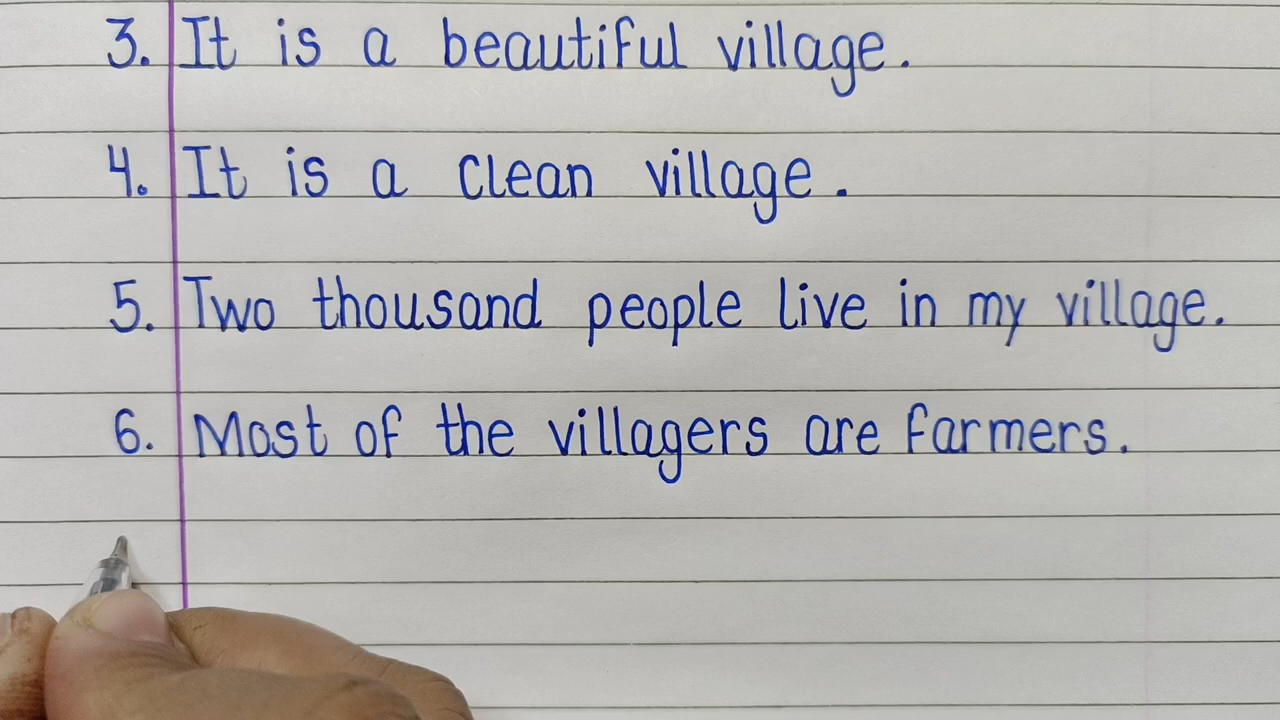 3. It is a beautiful village.
4. It is a clean village.
5. Two thousand people live in my village.
6. Most of the villagers are farmers.